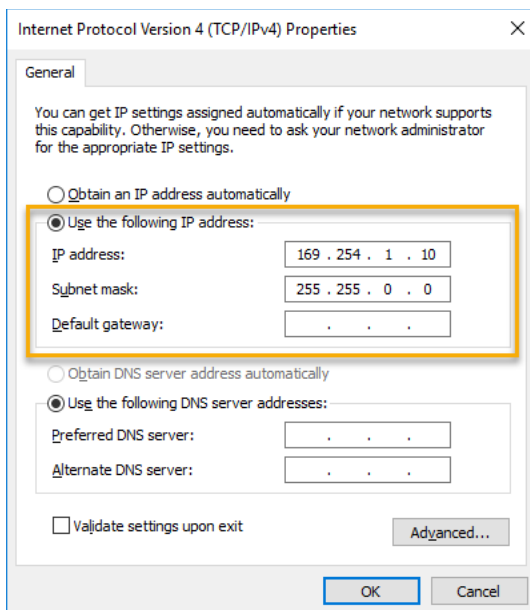 Internet Protocol Version 4 (TCP/IPv4) Properties
General
You can get IP settings assigned automatically if your network supports
this capability. Otherwise, you need to ask your network administrator
for the appropriate IP settings.
Obtain an IP address automatically
Use the following IP address:
IP address: 169 . 254 . 1 . 10
Subnet mask: 255 . 255 . 0 . 0
Default gateway: . . .
Obtain DNS server address automatically
Use the following DNS server addresses:
Preferred DNS server: . . .
Alternate DNS server: . . .
Validate settings upon exit
Advanced...
OK Cancel